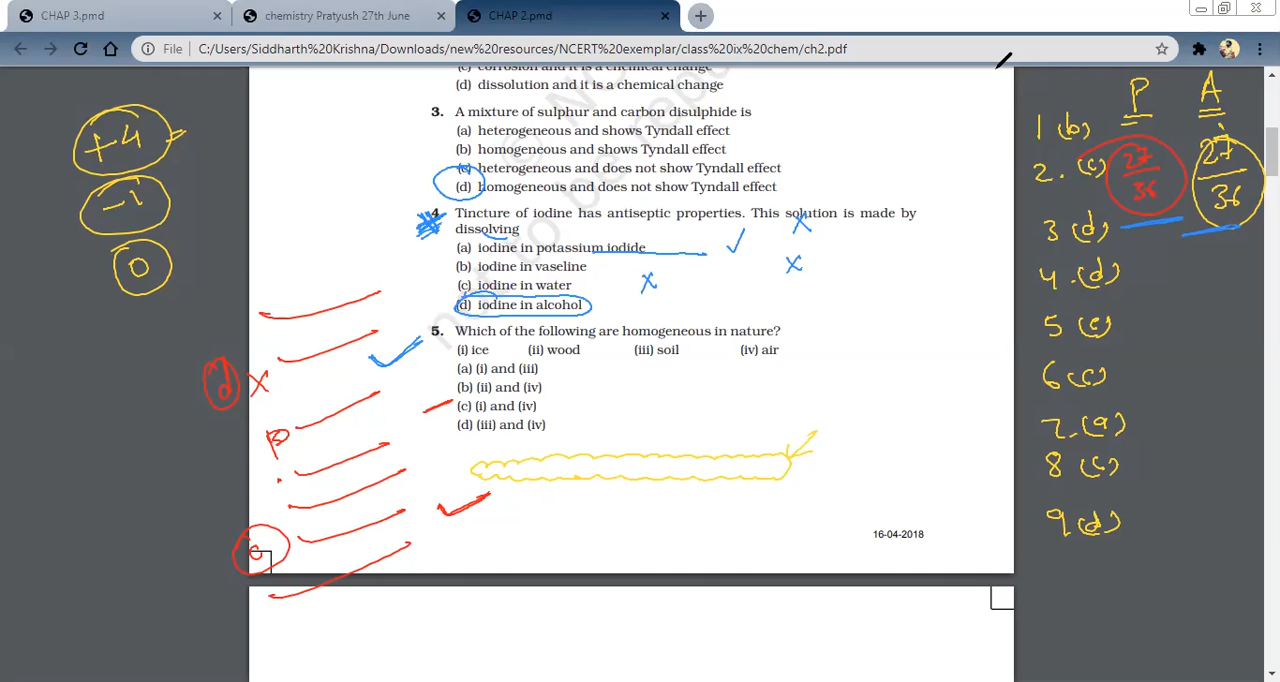 CHAP 3.pmd
chemistry Pratyush 27th June
CHAP 2.pmd
File
C:/Users/Siddharth%20Krishna/Downloads/new%20resources/NCERT%20exemplar/class%20ix%20chem/ch2.pdf
(c) corrosion and it is a chemical change
(d) dissolution and it is a chemical change
3. A mixture of sulphur and carbon disulphide is
(a) heterogeneous and shows Tyndall effect
(b) homogeneous and shows Tyndall effect
(c) heterogeneous and does not show Tyndall effect
(d) homogeneous and does not show Tyndall effect
4. Tincture of iodine has antiseptic properties. This solution is made by
dissolving
(a) iodine in potassium iodide
(b) iodine in vaseline
(c) iodine in water
(d) iodine in alcohol
5. Which of the following are homogeneous in nature?
(i) ice (ii) wood (iii) soil (iv) air
(a) (i) and (iii)
(b) (ii) and (iv)
(c) (i) and (iv)
(d) (iii) and (iv)
16-04-2018
+4
-1
0
d x
P A
1 (b)
2. (c) 27/36 27/36
3 (d)
4. (d)
5 (c)
6 (c)
7. (a)
8 (c)
9 (d)